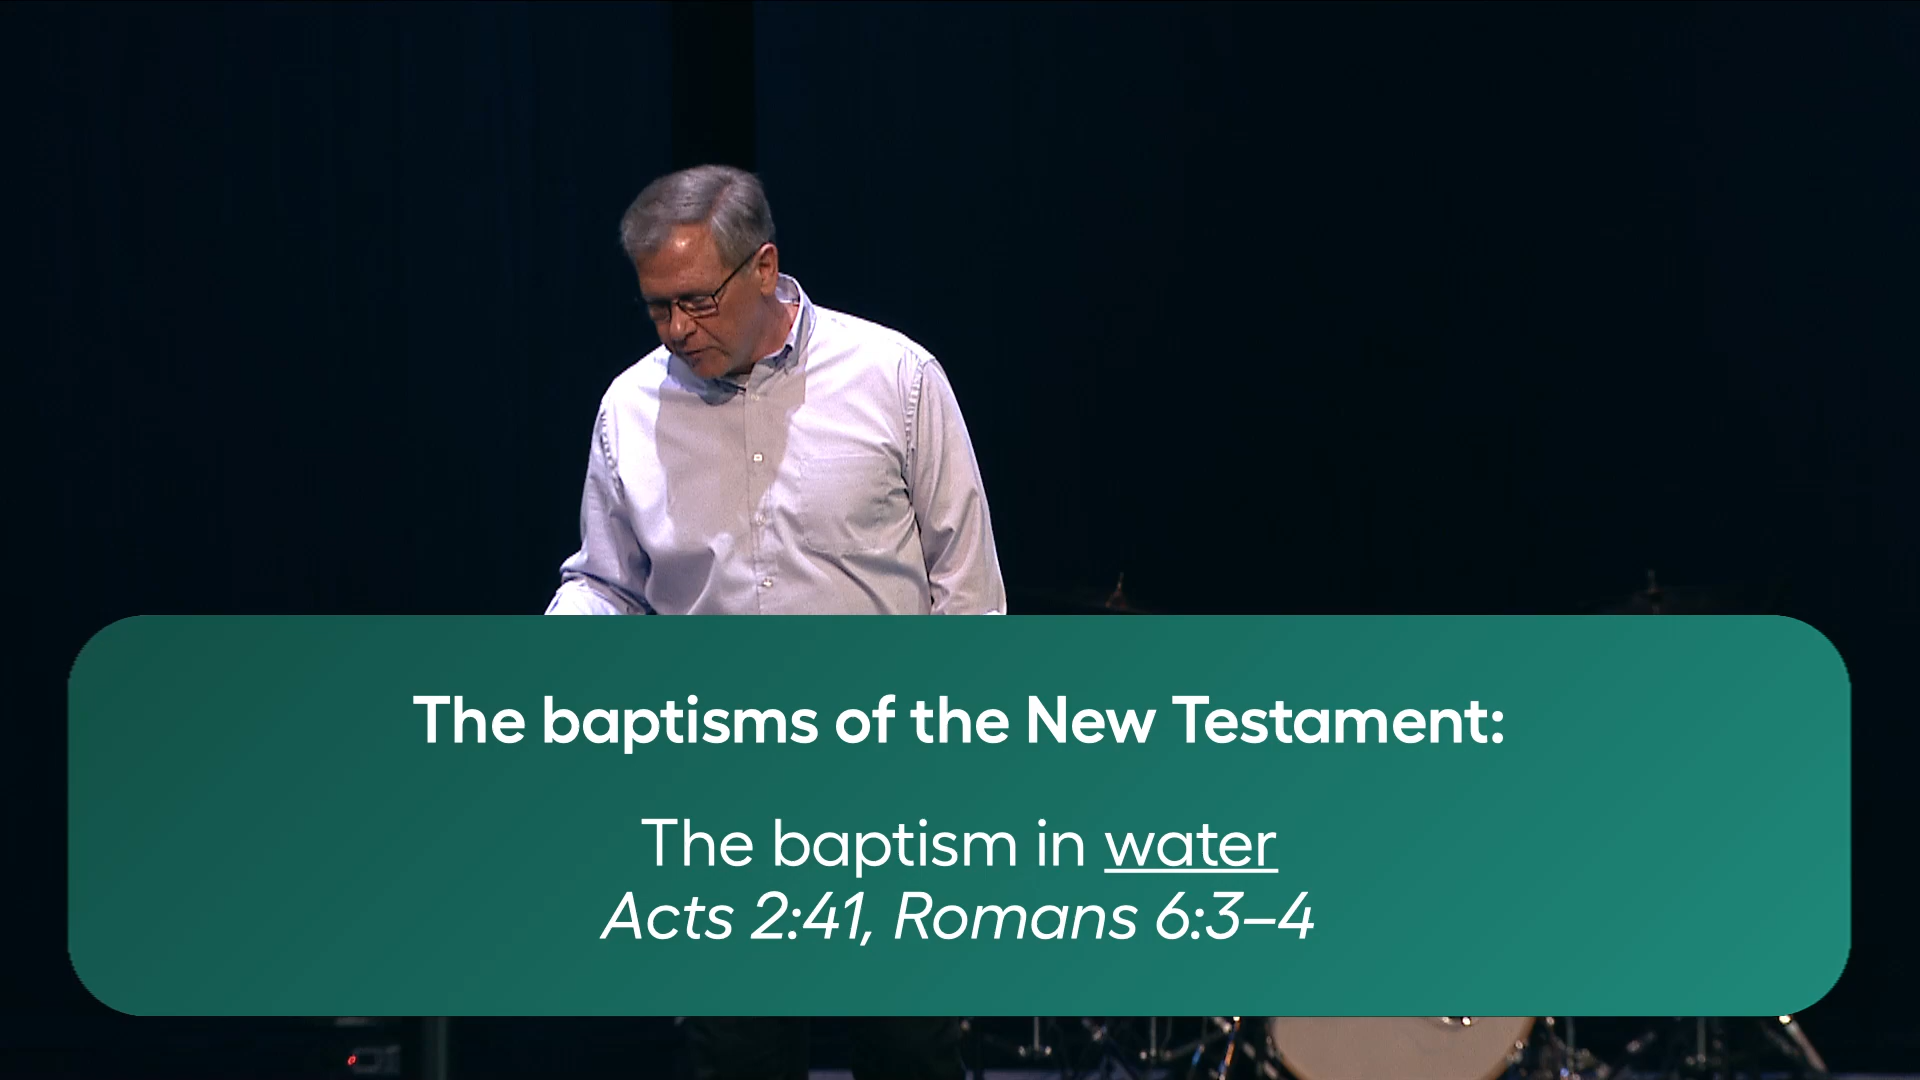 The baptisms of the New Testament:
The baptism in water
Acts 2:41, Romans 6:3–4